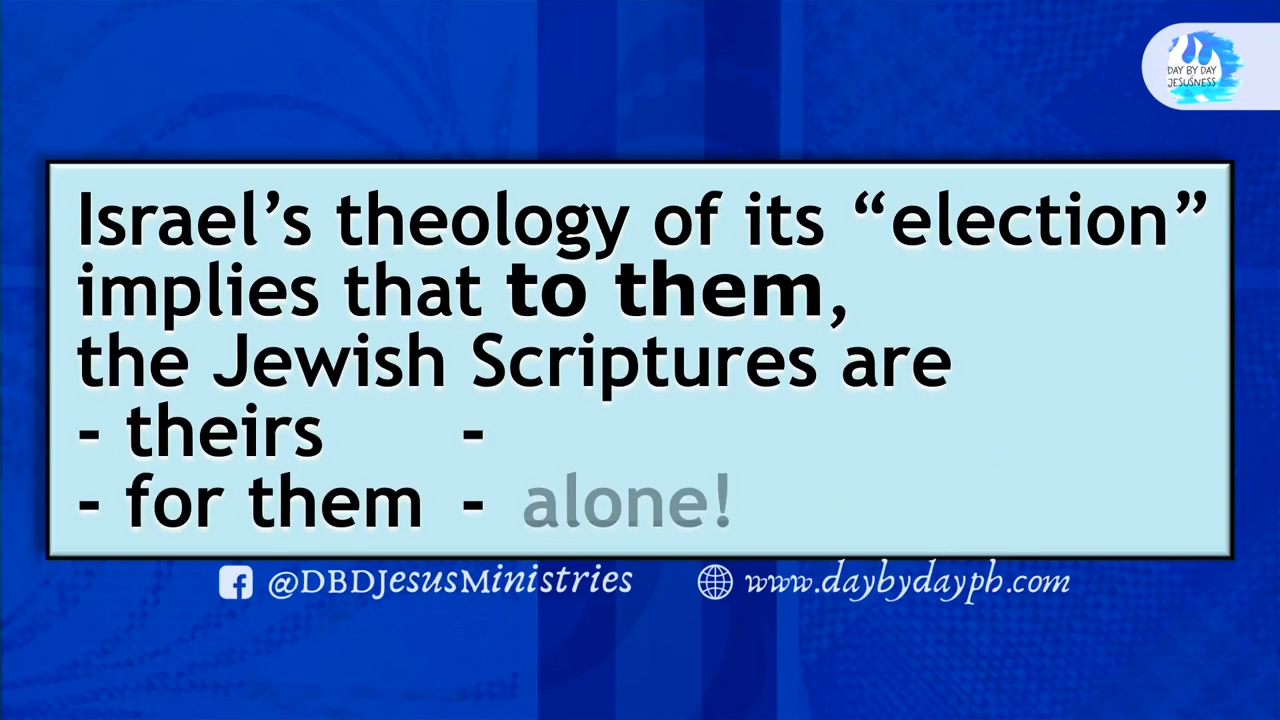 DAY BY DAY
JESUSNESS
Israel’s theology of its “election”
implies that to them,
the Jewish Scriptures are
- theirs -
- for them - alone!
@DBDJesusMinistries
www.daybydayph.com